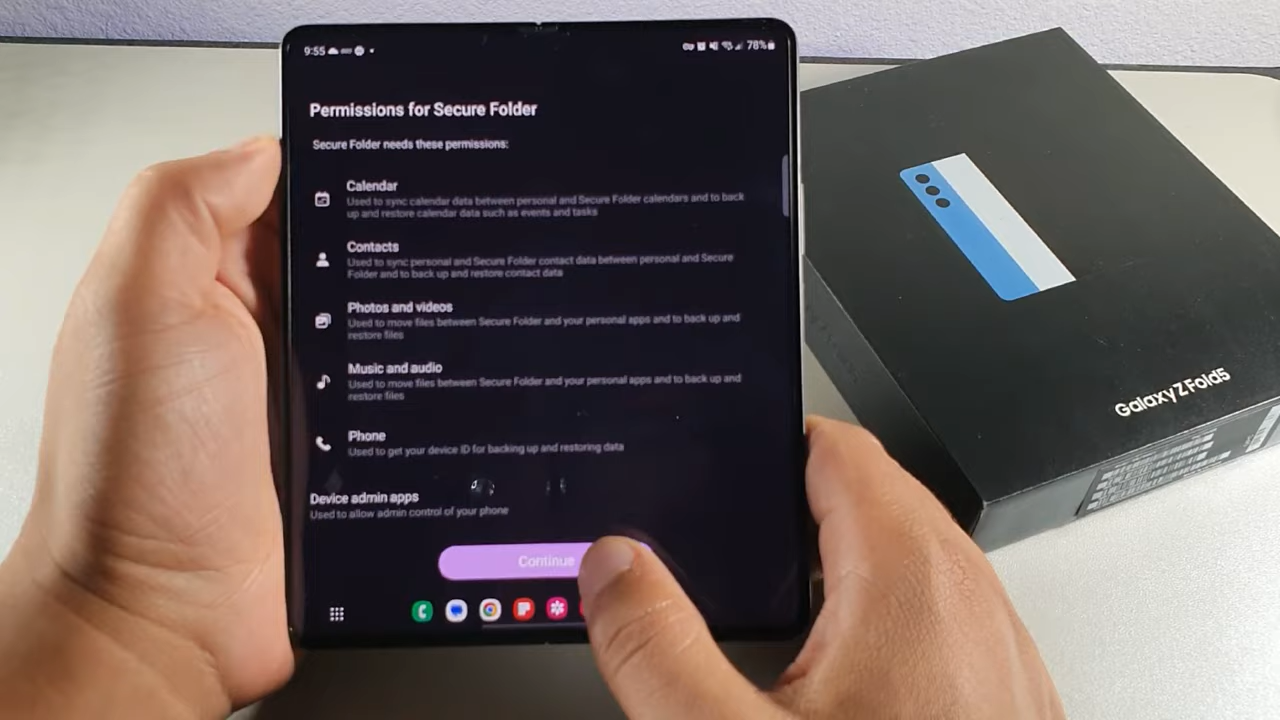 9:55
78%
Permissions for Secure Folder
Secure Folder needs these permissions:
Calendar
Used to sync calendar data between personal and Secure Folder calendars and to back
up and restore calendar data such as events and tasks
Contacts
Used to sync personal and Secure Folder contact data between personal and Secure
Folder and to back up and restore contact data
Photos and videos
Used to move files between Secure Folder and your personal apps and to back up and
restore files
Music and audio
Used to move files between Secure Folder and your personal apps and to back up and
restore files
Phone
Used to get your device ID for backing up and restoring data
Device admin apps
Used to allow admin control of your phone
Continue
Galaxy Z Fold5